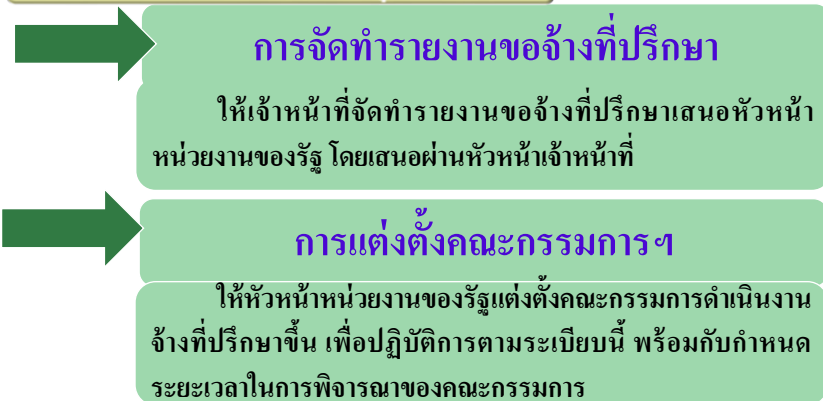 การจัดทำรายงานขอจ้างที่ปรึกษา
ให้เจ้าหน้าที่จัดทำรายงานขอจ้างที่ปรึกษาเสนอหัวหน้า
หน่วยงานของรัฐ โดยเสนอผ่านหัวหน้าเจ้าหน้าที่
การแต่งตั้งคณะกรรมการฯ
ให้หัวหน้าหน่วยงานของรัฐแต่งตั้งคณะกรรมการดำเนินงาน
จ้างที่ปรึกษาขึ้น เพื่อปฏิบัติการตามระเบียบนี้ พร้อมกับกำหนด
ระยะเวลาในการพิจารณาของคณะกรรมการ